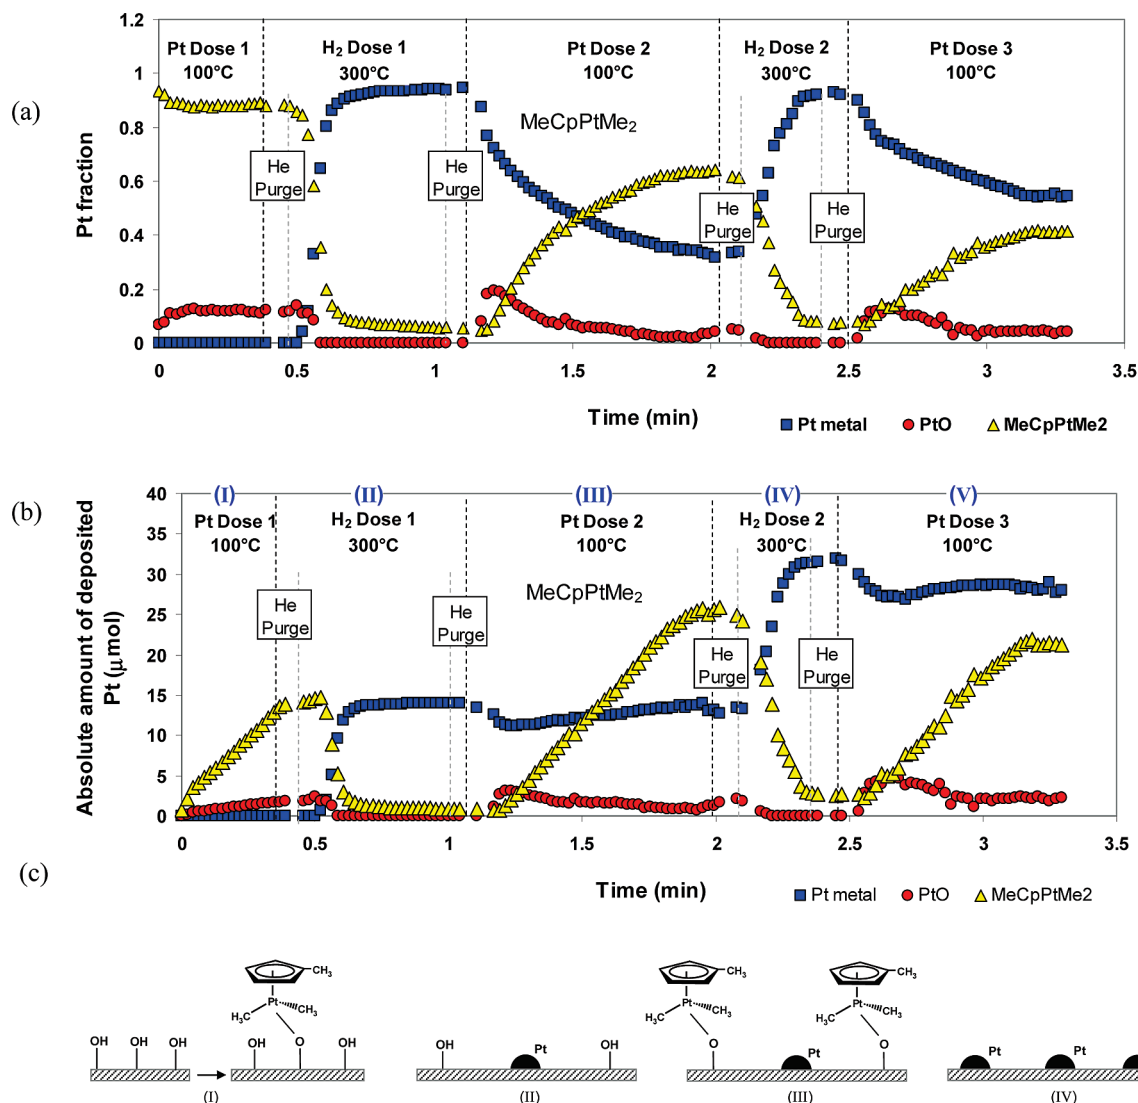 (a)
Pt fraction
1.2
1
0.8
0.6
0.4
0.2
0
Pt Dose 1
100°C
H2 Dose 1
300°C
Pt Dose 2
100°C
H2 Dose 2
300°C
Pt Dose 3
100°C
MeCpPtMe2
He
Purge
He
Purge
He
Purge
He
Purge
0 0.5 1 1.5 2 2.5 3 3.5
Time (min)
Pt metal PtO MeCpPtMe2
(b)
Absolute amount of deposited
Pt (μmol)
40
35
30
25
20
15
10
5
0
(I) (II) (III) (IV) (V)
Pt Dose 1
100°C
H2 Dose 1
300°C
Pt Dose 2
100°C
H2 Dose 2
300°C
Pt Dose 3
100°C
MeCpPtMe2
He
Purge
He
Purge
He
Purge
He
Purge
0 0.5 1 1.5 2 2.5 3 3.5
Time (min)
Pt metal PtO MeCpPtMe2
(c)
OH OH OH
CH3
Pt
H3C CH3
OH O OH
(I)
OH Pt OH
(II)
CH3
Pt
H3C CH3
O
Pt
CH3
Pt
H3C CH3
O
(III)
Pt Pt
(IV)